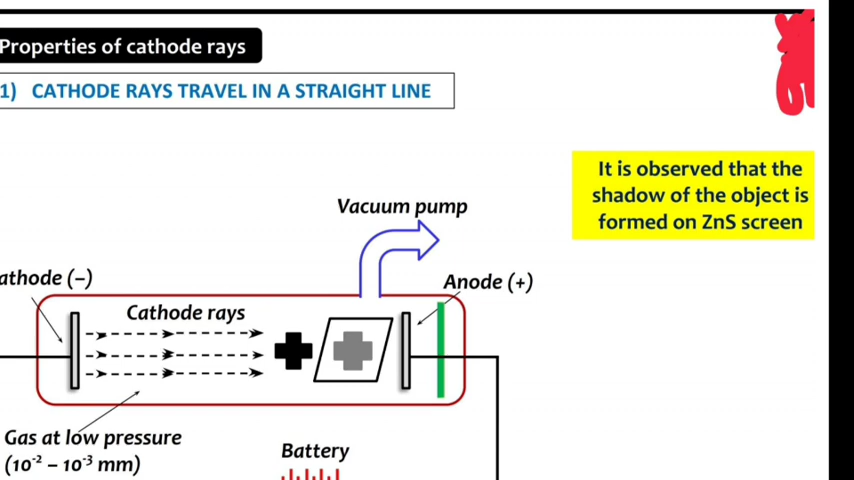 Properties of cathode rays
1) CATHODE RAYS TRAVEL IN A STRAIGHT LINE
It is observed that the
shadow of the object is
formed on ZnS screen
Vacuum pump
athode (–)
Anode (+)
Cathode rays
Gas at low pressure
(10⁻² – 10⁻³ mm)
Battery